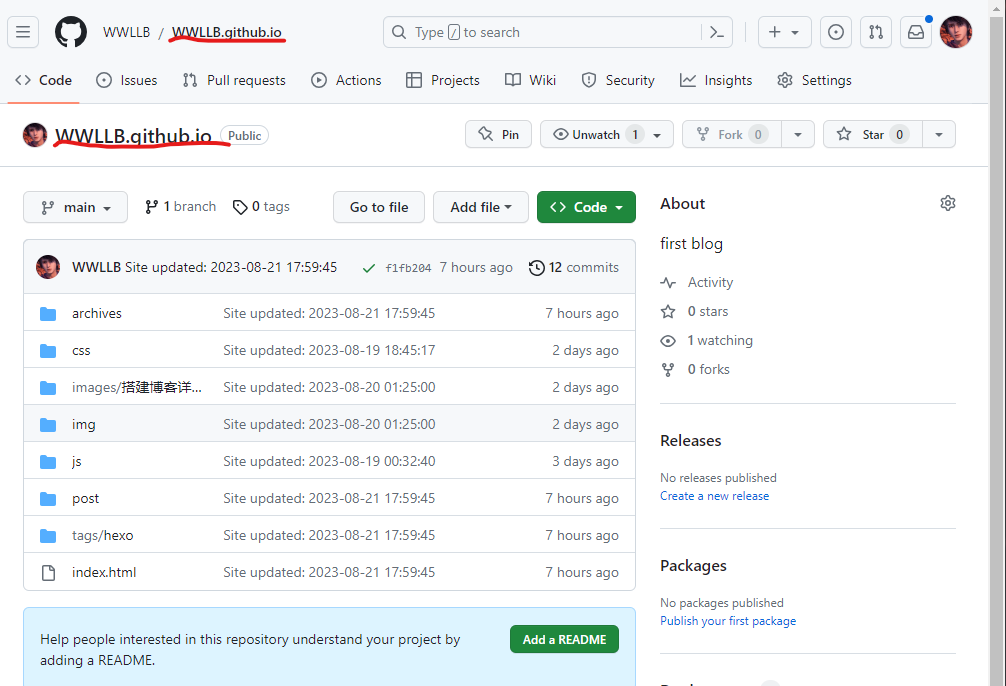 WWLLB / WWLLB.github.io Type / to search
Code Issues Pull requests Actions Projects Wiki Security Insights Settings
WWLLB.github.io Public Pin Unwatch 1 Fork 0 Star 0
main 1 branch 0 tags Go to file Add file Code
WWLLB Site updated: 2023-08-21 17:59:45 f1fb204 7 hours ago 12 commits
archives Site updated: 2023-08-21 17:59:45 7 hours ago
css Site updated: 2023-08-19 18:45:17 2 days ago
images/搭建博客详... Site updated: 2023-08-20 01:25:00 2 days ago
img Site updated: 2023-08-20 01:25:00 2 days ago
js Site updated: 2023-08-19 00:32:40 3 days ago
post Site updated: 2023-08-21 17:59:45 7 hours ago
tags/hexo Site updated: 2023-08-21 17:59:45 7 hours ago
index.html Site updated: 2023-08-21 17:59:45 7 hours ago
Help people interested in this repository understand your project by
adding a README.
Add a README
About
first blog
Activity
0 stars
1 watching
0 forks
Releases
No releases published
Create a new release
Packages
No packages published
Publish your first package